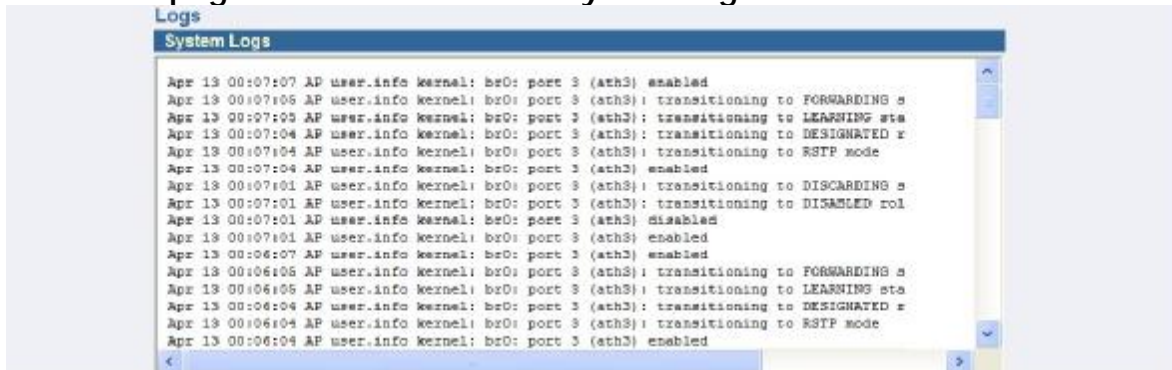 Logs
System Logs
Apr 13 00:07:07 AP user.info kernel: br0: port 3 (ath3) enabled
Apr 13 00:07:05 AP user.info kernel: br0: port 3 (ath3): transitioning to FORWARDING s
Apr 13 00:07:05 AP user.info kernel: br0: port 3 (ath3): transitioning to LEARNING sta
Apr 13 00:07:04 AP user.info kernel: br0: port 3 (ath3): transitioning to DESIGNATED r
Apr 13 00:07:04 AP user.info kernel: br0: port 3 (ath3): transitioning to RSTP mode
Apr 13 00:07:04 AP user.info kernel: br0: port 3 (ath3) enabled
Apr 13 00:07:01 AP user.info kernel: br0: port 3 (ath3): transitioning to DISCARDING s
Apr 13 00:07:01 AP user.info kernel: br0: port 3 (ath3): transitioning to DISABLED rol
Apr 13 00:07:01 AP user.info kernel: br0: port 3 (ath3) disabled
Apr 13 00:07:01 AP user.info kernel: br0: port 3 (ath3) enabled
Apr 13 00:06:07 AP user.info kernel: br0: port 3 (ath3) enabled
Apr 13 00:06:05 AP user.info kernel: br0: port 3 (ath3): transitioning to FORWARDING s
Apr 13 00:06:05 AP user.info kernel: br0: port 3 (ath3): transitioning to LEARNING sta
Apr 13 00:06:04 AP user.info kernel: br0: port 3 (ath3): transitioning to DESIGNATED r
Apr 13 00:06:04 AP user.info kernel: br0: port 3 (ath3): transitioning to RSTP mode
Apr 13 00:06:04 AP user.info kernel: br0: port 3 (ath3) enabled